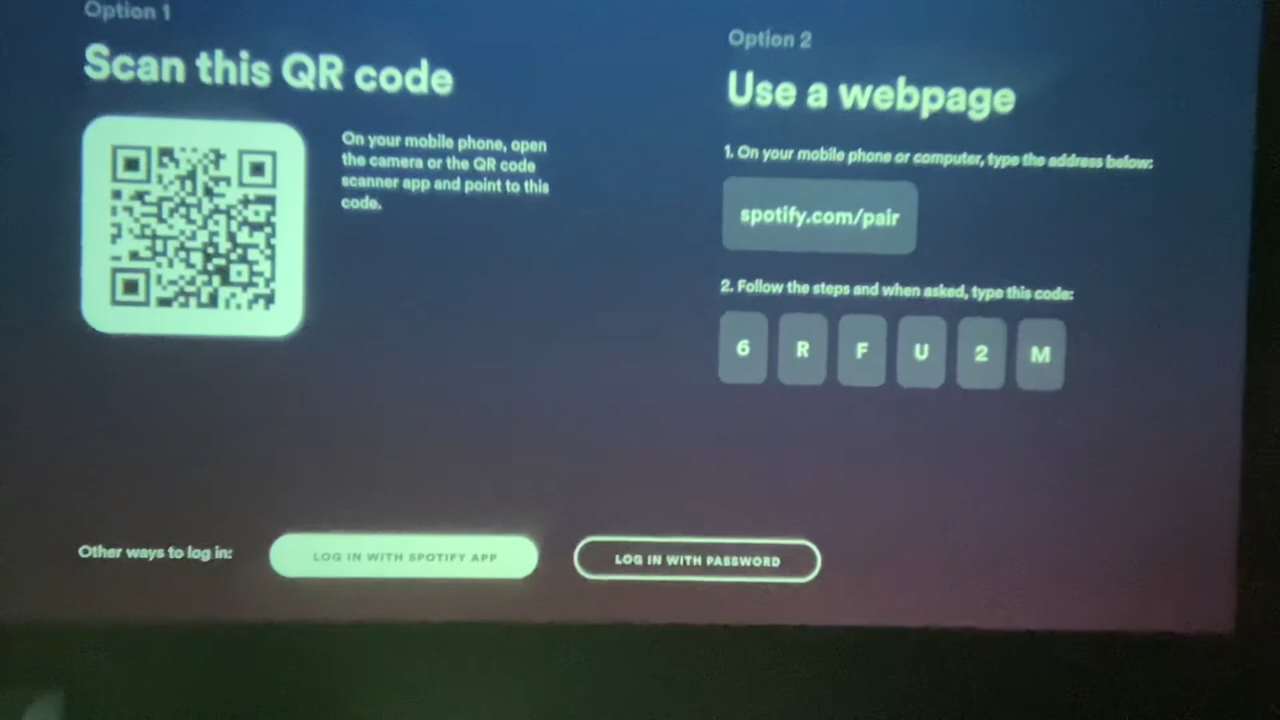 Option 1
Scan this QR code
On your mobile phone, open
the camera or the QR code
scanner app and point to this
code.
Option 2
Use a webpage
1. On your mobile phone or computer, type the address below:
spotify.com/pair
2. Follow the steps and when asked, type this code:
6 R F U 2 M
Other ways to log in:
LOG IN WITH SPOTIFY APP
LOG IN WITH PASSWORD